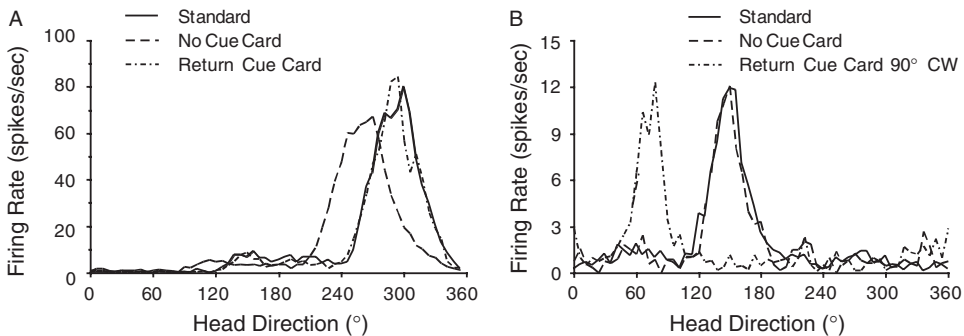 A
Standard
No Cue Card
Return Cue Card
Firing Rate (spikes/sec)
100
80
60
40
20
0
0 60 120 180 240 300 360
Head Direction (°)
B
Standard
No Cue Card
Return Cue Card 90° CW
Firing Rate (spikes/sec)
15
12
9
6
3
0
0 60 120 180 240 300 360
Head Direction (°)